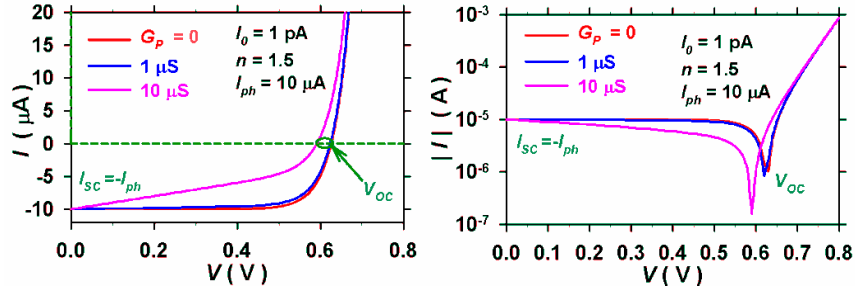 20
15
10
5
0
-5
-10
I (μA)
G_P = 0
1 μS
10 μS
I_0 = 1 pA
n = 1.5
I_ph = 10 μA
I_SC =-I_ph
V_OC
0.0 0.2 0.4 0.6 0.8
V ( V )
10^-3
10^-4
10^-5
10^-6
10^-7
| I | ( A )
G_P = 0
1 μS
10 μS
I_0 = 1 pA
n = 1.5
I_ph = 10 μA
I_SC =-I_ph
V_OC
0.0 0.1 0.2 0.3 0.4 0.5 0.6 0.7 0.8
V ( V )